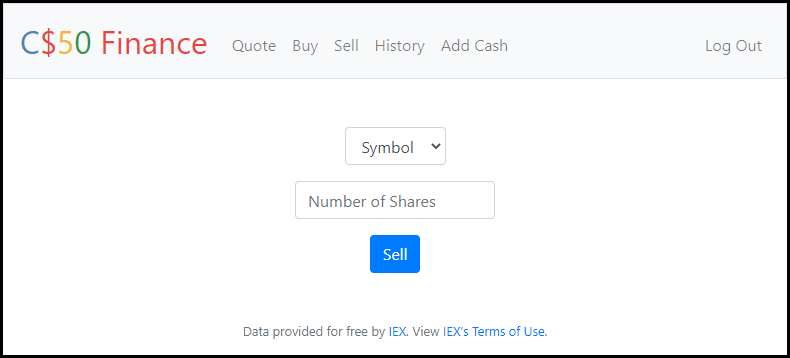 C$50 Finance Quote Buy Sell History Add Cash Log Out
Symbol
Number of Shares
Sell
Data provided for free by IEX. View IEX's Terms of Use.